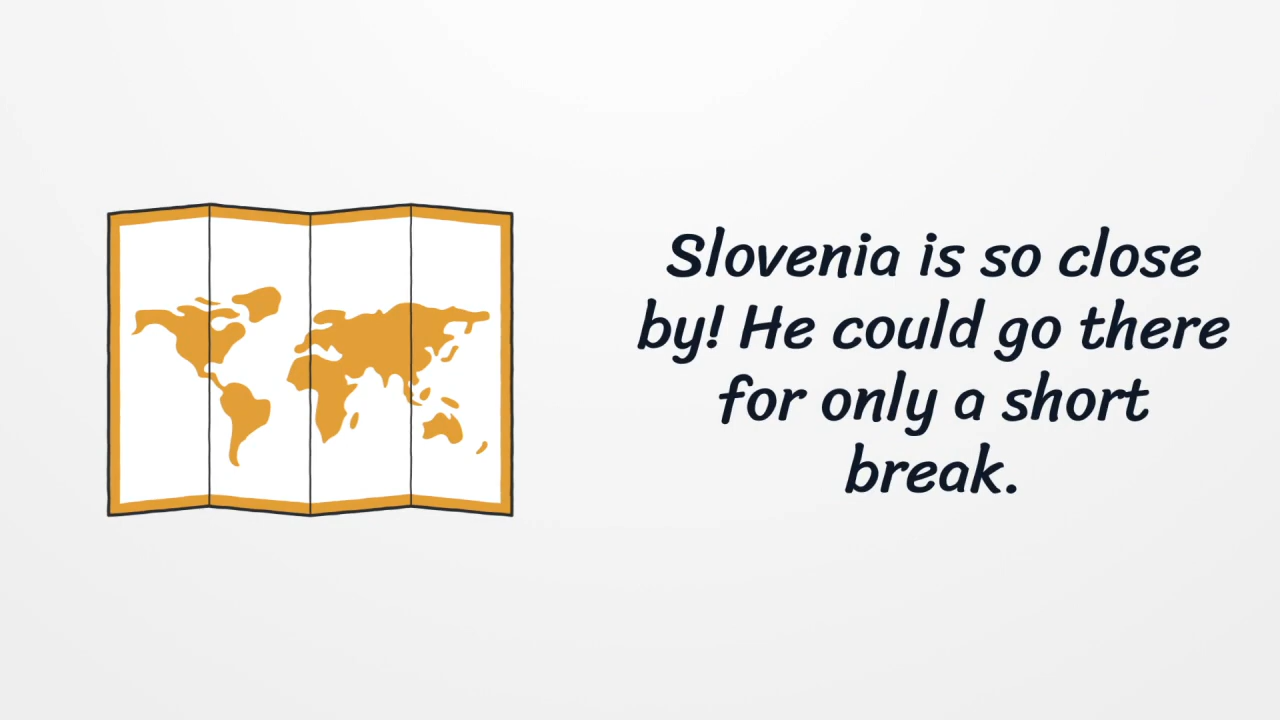 Slovenia is so close
by! He could go there
for only a short
break.